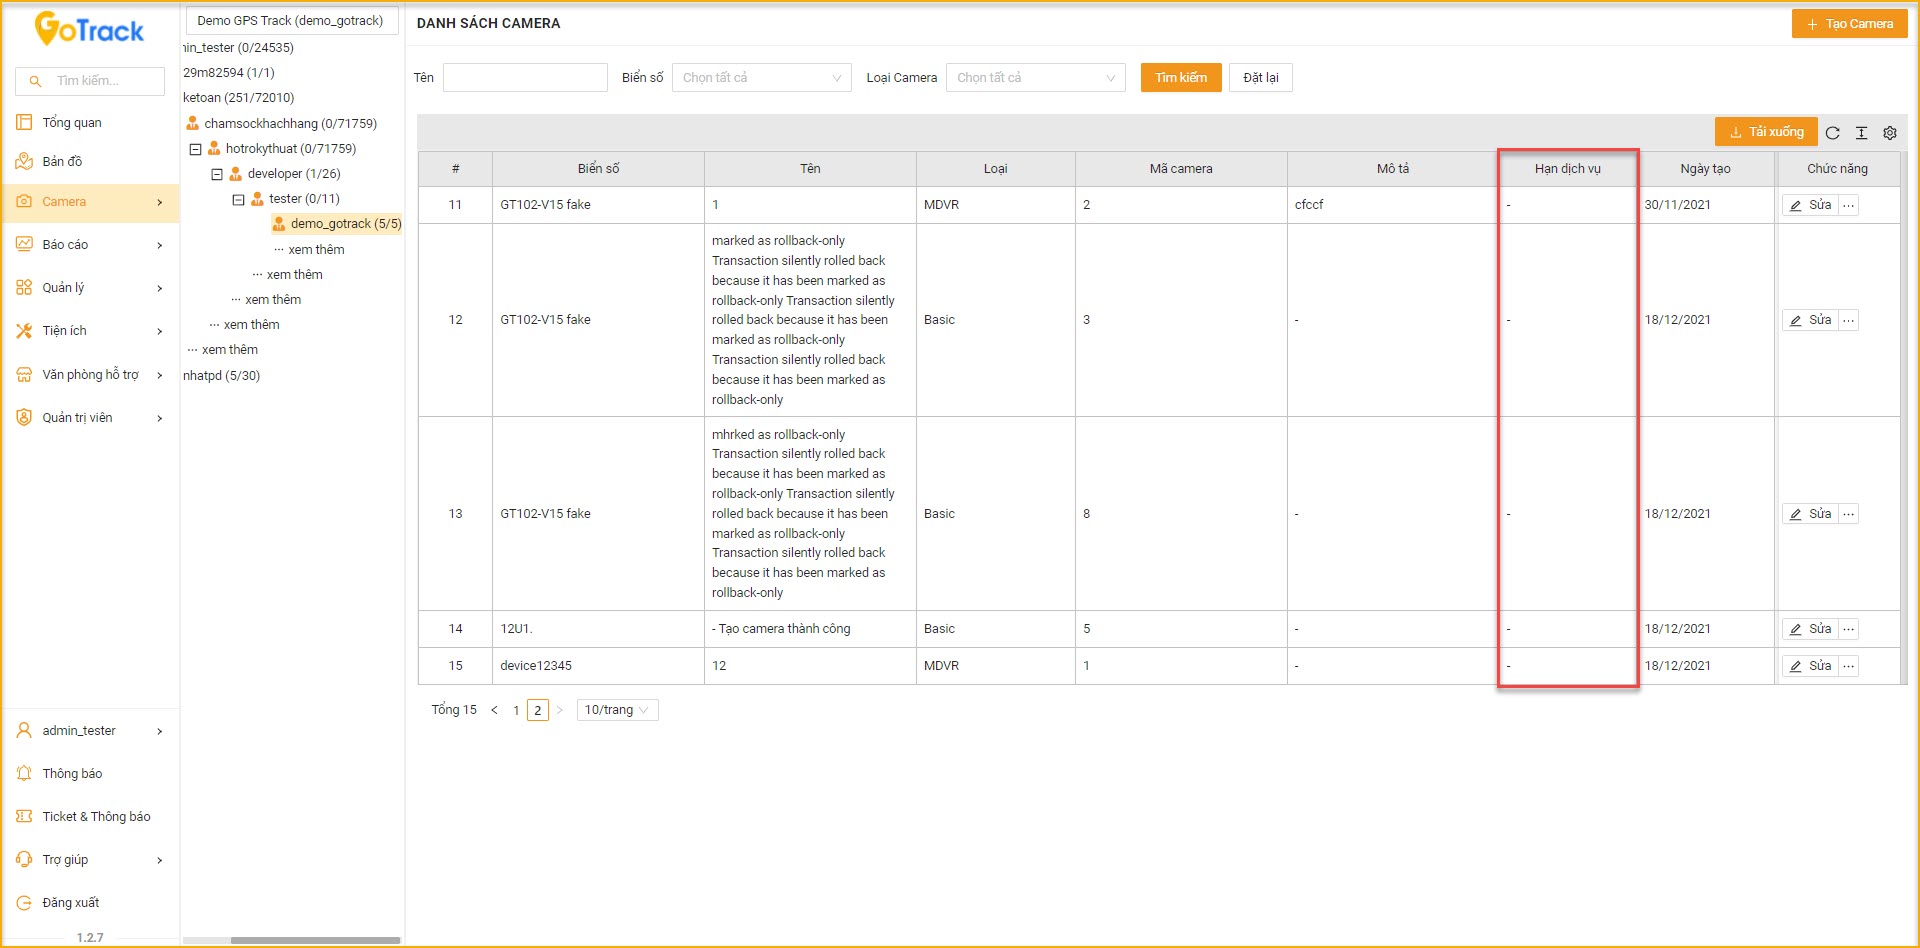 GoTrack
Tìm kiếm...
Tổng quan
Bản đồ
Camera
Báo cáo
Quản lý
Tiện ích
Văn phòng hỗ trợ
Quản trị viên
admin_tester
Thông báo
Ticket & Thông báo
Trợ giúp
Đăng xuất
1.2.7
Demo GPS Track (demo_gotrack)
in_tester (0/24535)
29m82594 (1/1)
ketoan (251/72010)
chamsockhachhang (0/71759)
hotrokythuat (0/71759)
developer (1/26)
tester (0/11)
demo_gotrack (5/5)
··· xem thêm
··· xem thêm
··· xem thêm
··· xem thêm
··· xem thêm
nhatpd (5/30)
DANH SÁCH CAMERA
+ Tạo Camera
Tên Biển số Chọn tất cả Loại Camera Chọn tất cả Tìm kiếm Đặt lại
Tải xuống
# Biển số Tên Loại Mã camera Mô tả Hạn dịch vụ Ngày tạo Chức năng
11 GT102-V15 fake 1 MDVR 2 cfccf - 30/11/2021 Sửa ···
marked as rollback-only
Transaction silently rolled back
because it has been marked as
rollback-only Transaction silently
12 GT102-V15 fake rolled back because it has been Basic 3 - - 18/12/2021 Sửa ···
marked as rollback-only
Transaction silently rolled back
because it has been marked as
rollback-only
mhrked as rollback-only
Transaction silently rolled back
because it has been marked as
rollback-only Transaction silently
13 GT102-V15 fake rolled back because it has been Basic 8 - - 18/12/2021 Sửa ···
marked as rollback-only
Transaction silently rolled back
because it has been marked as
rollback-only
14 12U1. - Tạo camera thành công Basic 5 - - 18/12/2021 Sửa ···
15 device12345 12 MDVR 1 - - 18/12/2021 Sửa ···
Tổng 15 < 1 2 > 10/trang